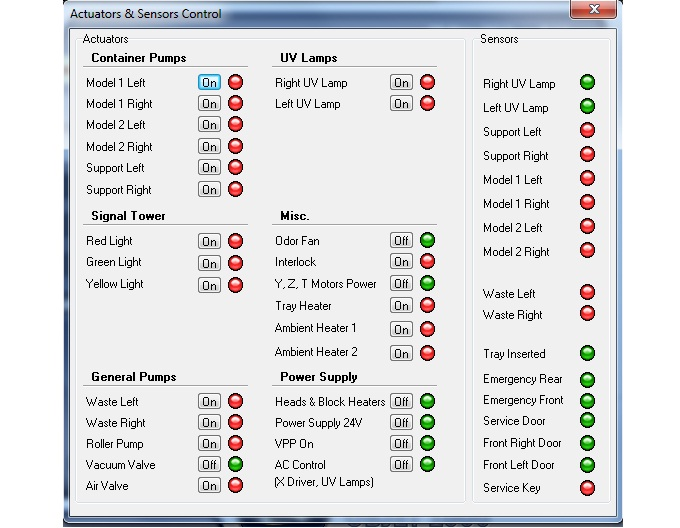 Actuators & Sensors Control
Actuators
Container Pumps
Model 1 Left On
Model 1 Right On
Model 2 Left On
Model 2 Right On
Support Left On
Support Right On
UV Lamps
Right UV Lamp On
Left UV Lamp On
Signal Tower
Red Light On
Green Light On
Yellow Light On
Misc.
Odor Fan Off
Interlock On
Y, Z, T Motors Power Off
Tray Heater On
Ambient Heater 1 On
Ambient Heater 2 On
General Pumps
Waste Left On
Waste Right On
Roller Pump On
Vacuum Valve Off
Air Valve On
Power Supply
Heads & Block Heaters Off
Power Supply 24V Off
VPP On Off
AC Control Off
(X Driver, UV Lamps)
Sensors
Right UV Lamp
Left UV Lamp
Support Left
Support Right
Model 1 Left
Model 1 Right
Model 2 Left
Model 2 Right
Waste Left
Waste Right
Tray Inserted
Emergency Rear
Emergency Front
Service Door
Front Right Door
Front Left Door
Service Key